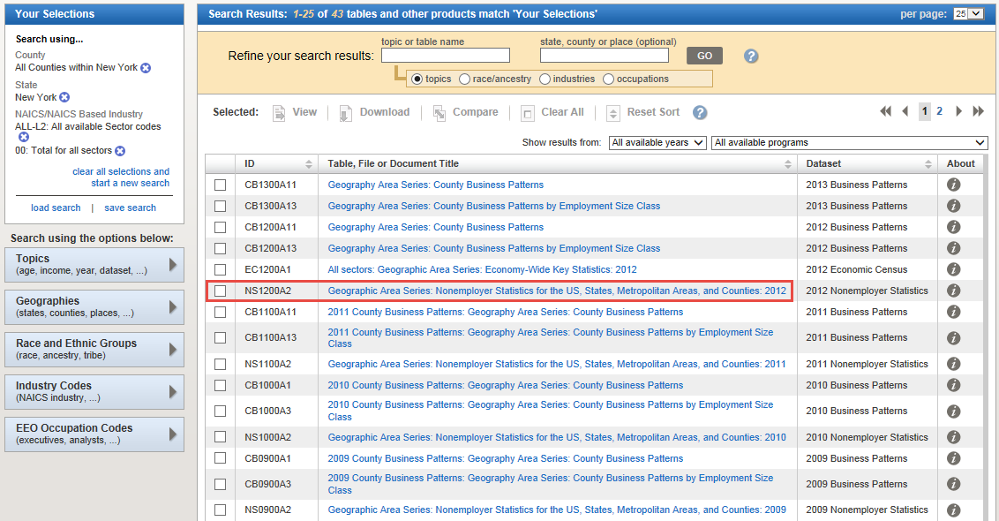 Your Selections
Search using...
County
All Counties within New York
State
New York
NAICS/NAICS Based Industry
ALL-L2: All available Sector codes
00: Total for all sectors
clear all selections and
start a new search
load search | save search
Search using the options below:
Topics
(age, income, year, dataset, ...)
Geographies
(states, counties, places, ...)
Race and Ethnic Groups
(race, ancestry, tribe)
Industry Codes
(NAICS industry, ...)
EEO Occupation Codes
(executives, analysts, ...)
Search Results: 1-25 of 43 tables and other products match 'Your Selections'
per page: 25
topic or table name
state, county or place (optional)
Refine your search results:
GO
?
topics race/ancestry industries occupations
Selected: View | Download | Compare | Clear All | Reset Sort ?
1 2
Show results from: All available years All available programs
ID Table, File or Document Title Dataset About
CB1300A11 Geography Area Series: County Business Patterns 2013 Business Patterns i
CB1300A13 Geography Area Series: County Business Patterns by Employment Size Class 2013 Business Patterns i
CB1200A11 Geography Area Series: County Business Patterns 2012 Business Patterns i
CB1200A13 Geography Area Series: County Business Patterns by Employment Size Class 2012 Business Patterns i
EC1200A1 All sectors: Geographic Area Series: Economy-Wide Key Statistics: 2012 2012 Economic Census i
NS1200A2 Geographic Area Series: Nonemployer Statistics for the US, States, Metropolitan Areas, and Counties: 2012 2012 Nonemployer Statistics i
CB1100A11 2011 County Business Patterns: Geography Area Series: County Business Patterns 2011 Business Patterns i
CB1100A13 2011 County Business Patterns: Geography Area Series: County Business Patterns by Employment Size
Class 2011 Business Patterns i
NS1100A2 Geographic Area Series: Nonemployer Statistics for the US, States, Metropolitan Areas, and Counties: 2011 2011 Nonemployer Statistics i
CB1000A1 2010 County Business Patterns: Geography Area Series: County Business Patterns 2010 Business Patterns i
CB1000A3 2010 County Business Patterns: Geography Area Series: County Business Patterns by Employment Size
Class 2010 Business Patterns i
NS1000A2 Geographic Area Series: Nonemployer Statistics for the US, States, Metropolitan Areas, and Counties: 2010 2010 Nonemployer Statistics i
CB0900A1 2009 County Business Patterns: Geography Area Series: County Business Patterns 2009 Business Patterns i
CB0900A3 2009 County Business Patterns: Geography Area Series: County Business Patterns by Employment Size
Class 2009 Business Patterns i
NS0900A2 Geographic Area Series: Nonemployer Statistics for the US, States, Metropolitan Areas, and Counties: 2009 2009 Nonemployer Statistics i